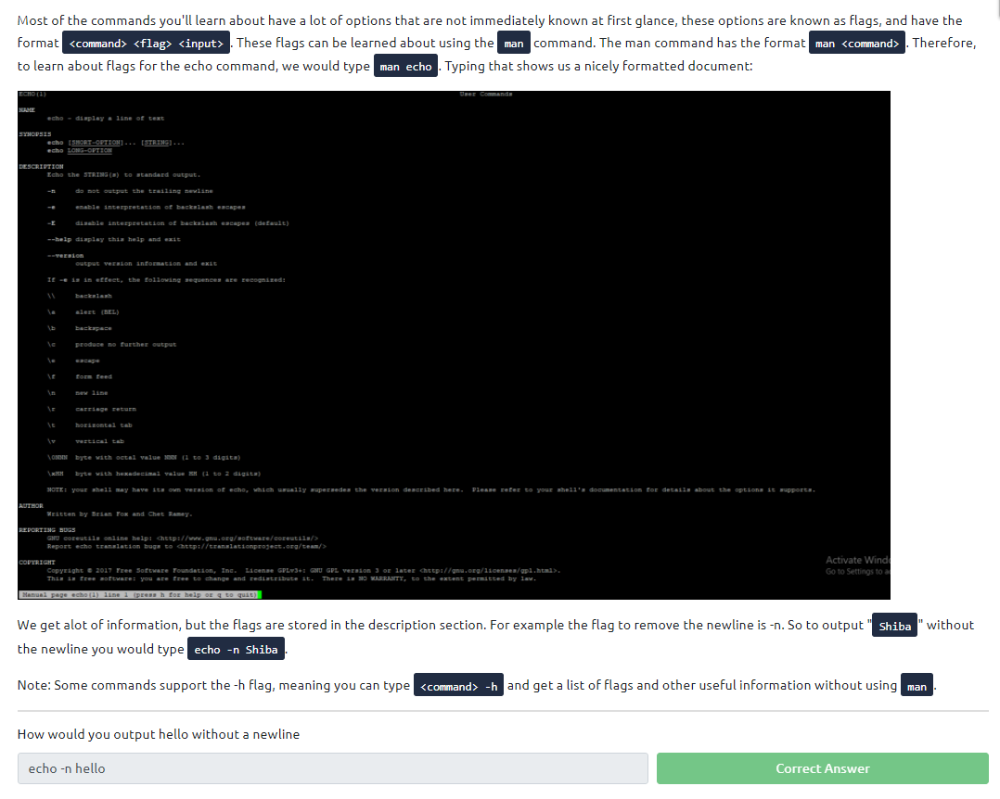 Most of the commands you'll learn about have a lot of options that are not immediately known at first glance, these options are known as flags, and have the
format <command> <flag> <input> . These flags can be learned about using the man command. The man command has the format man <command> . Therefore,
to learn about flags for the echo command, we would type man echo . Typing that shows us a nicely formatted document:
ECHO(1) User Commands
NAME
echo - display a line of text
SYNOPSIS
echo [SHORT-OPTION]... [STRING]...
echo LONG-OPTION
DESCRIPTION
Echo the STRING(s) to standard output.
-n do not output the trailing newline
-e enable interpretation of backslash escapes
-E disable interpretation of backslash escapes (default)
--help display this help and exit
--version
output version information and exit
If -e is in effect, the following sequences are recognized:
\\ backslash
\a alert (BEL)
\b backspace
\c produce no further output
\e escape
\f form feed
\n new line
\r carriage return
\t horizontal tab
\v vertical tab
\0NNN byte with octal value NNN (1 to 3 digits)
\xHH byte with hexadecimal value HH (1 to 2 digits)
NOTE: your shell may have its own version of echo, which usually supersedes the version described here. Please refer to your shell's documentation for details about the options it supports.
AUTHOR
Written by Brian Fox and Chet Ramey.
REPORTING BUGS
GNU coreutils online help: <http://www.gnu.org/software/coreutils/>
Report echo translation bugs to <http://translationproject.org/team/>
COPYRIGHT
Copyright © 2017 Free Software Foundation, Inc. License GPLv3+: GNU GPL version 3 or later <http://gnu.org/licenses/gpl.html>.
This is free software: you are free to change and redistribute it. There is NO WARRANTY, to the extent permitted by law.
Activate Windo
Go to Settings to a
Manual page echo(1) line 1 (press h for help or q to quit)
We get alot of information, but the flags are stored in the description section. For example the flag to remove the newline is -n. So to output " Shiba " without
the newline you would type echo -n Shiba .
Note: Some commands support the -h flag, meaning you can type <command> -h and get a list of flags and other useful information without using man .
How would you output hello without a newline
echo -n hello
Correct Answer